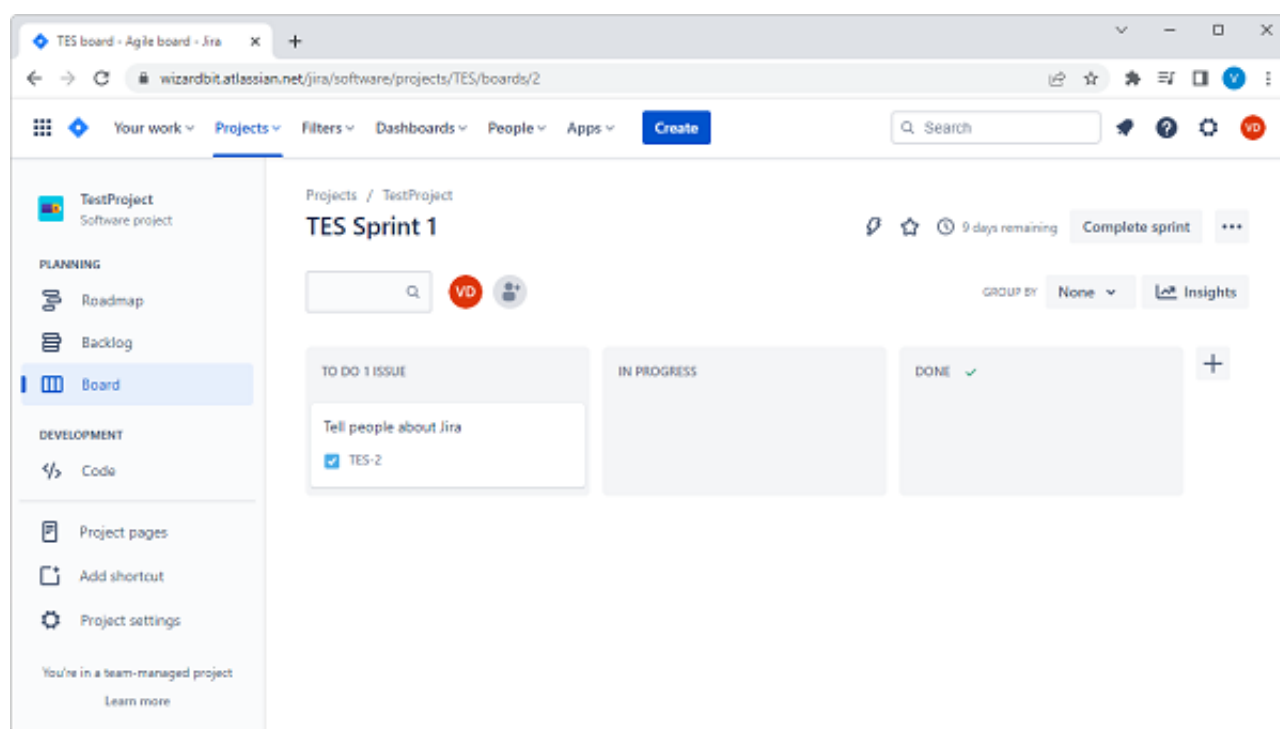 TES board - Agile board - Jira
wizardbit.atlassian.net/jira/software/projects/TES/boards/2
V
Your work Projects Filters Dashboards People Apps Create Search VD
TestProject
Software project
PLANNING
Roadmap
Backlog
Board
DEVELOPMENT
Code
Project pages
Add shortcut
Project settings
You're in a team-managed project
Learn more
Projects / TestProject
TES Sprint 1
9 days remaining Complete sprint
VD
GROUP BY None Insights
TO DO 1 ISSUE
Tell people about Jira
TES-2
IN PROGRESS
DONE